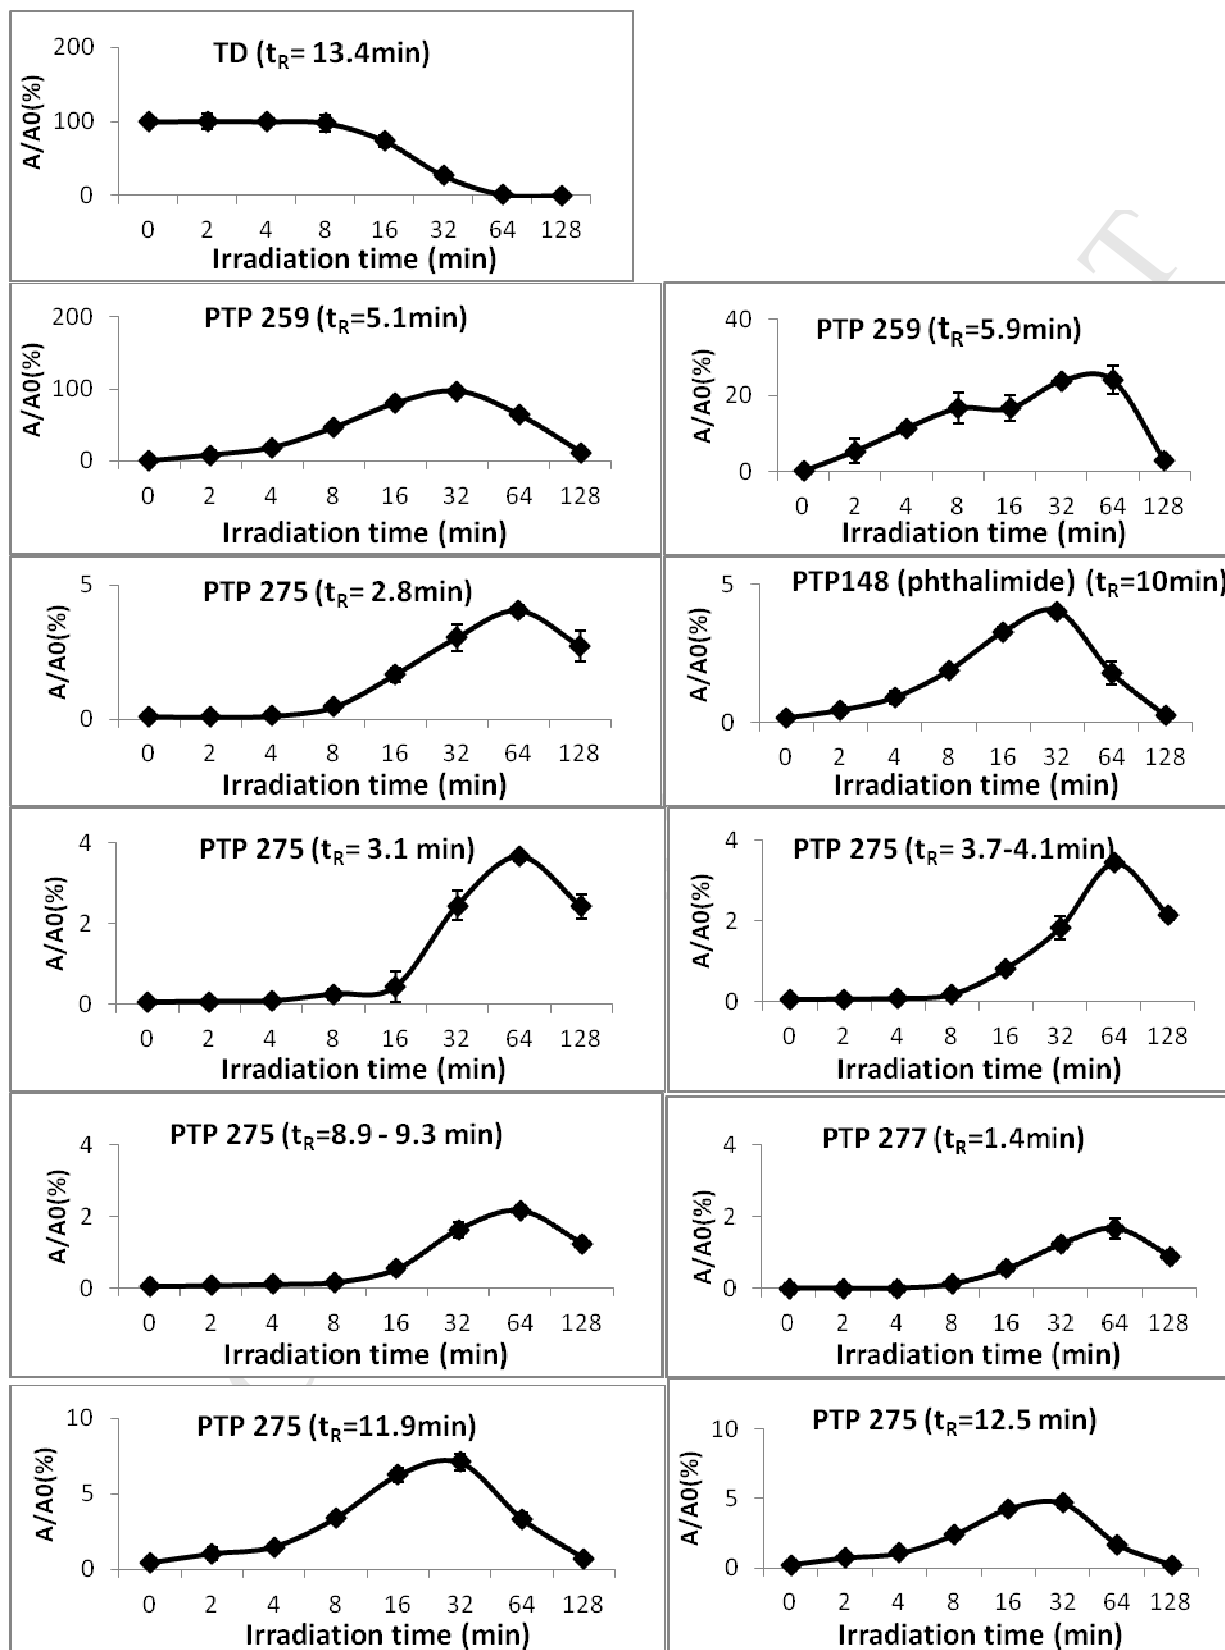 TD (tR= 13.4min)
A/A0(%)
200
100
0
0 2 4 8 16 32 64 128
Irradiation time (min)
PTP 259 (tR=5.1min)
A/A0(%)
200
100
0
0 2 4 8 16 32 64 128
Irradiation time (min)
PTP 259 (tR=5.9min)
A/A0(%)
40
20
0
0 2 4 8 16 32 64 128
Irradiation time (min)
PTP 275 (tR= 2.8min)
A/A0(%)
5
0
0 2 4 8 16 32 64 128
Irradiation time (min)
PTP148 (phthalimide) (tR=10min)
A/A0(%)
5
0
0 2 4 8 16 32 64 128
Irradiation time (min)
PTP 275 (tR= 3.1 min)
A/A0(%)
4
2
0
0 2 4 8 16 32 64 128
Irradiation time (min)
PTP 275 (tR= 3.7-4.1min)
A/A0(%)
4
2
0
0 2 4 8 16 32 64 128
Irradiation time (min)
PTP 275 (tR=8.9 - 9.3 min)
A/A0(%)
4
2
0
0 2 4 8 16 32 64 128
Irradiation time (min)
PTP 277 (tR=1.4min)
A/A0(%)
4
2
0
0 2 4 8 16 32 64 128
Irradiation time (min)
PTP 275 (tR=11.9min)
A/A0(%)
10
5
0
0 2 4 8 16 32 64 128
Irradiation time (min)
PTP 275 (tR=12.5 min)
A/A0(%)
10
5
0
0 2 4 8 16 32 64 128
Irradiation time (min)
T